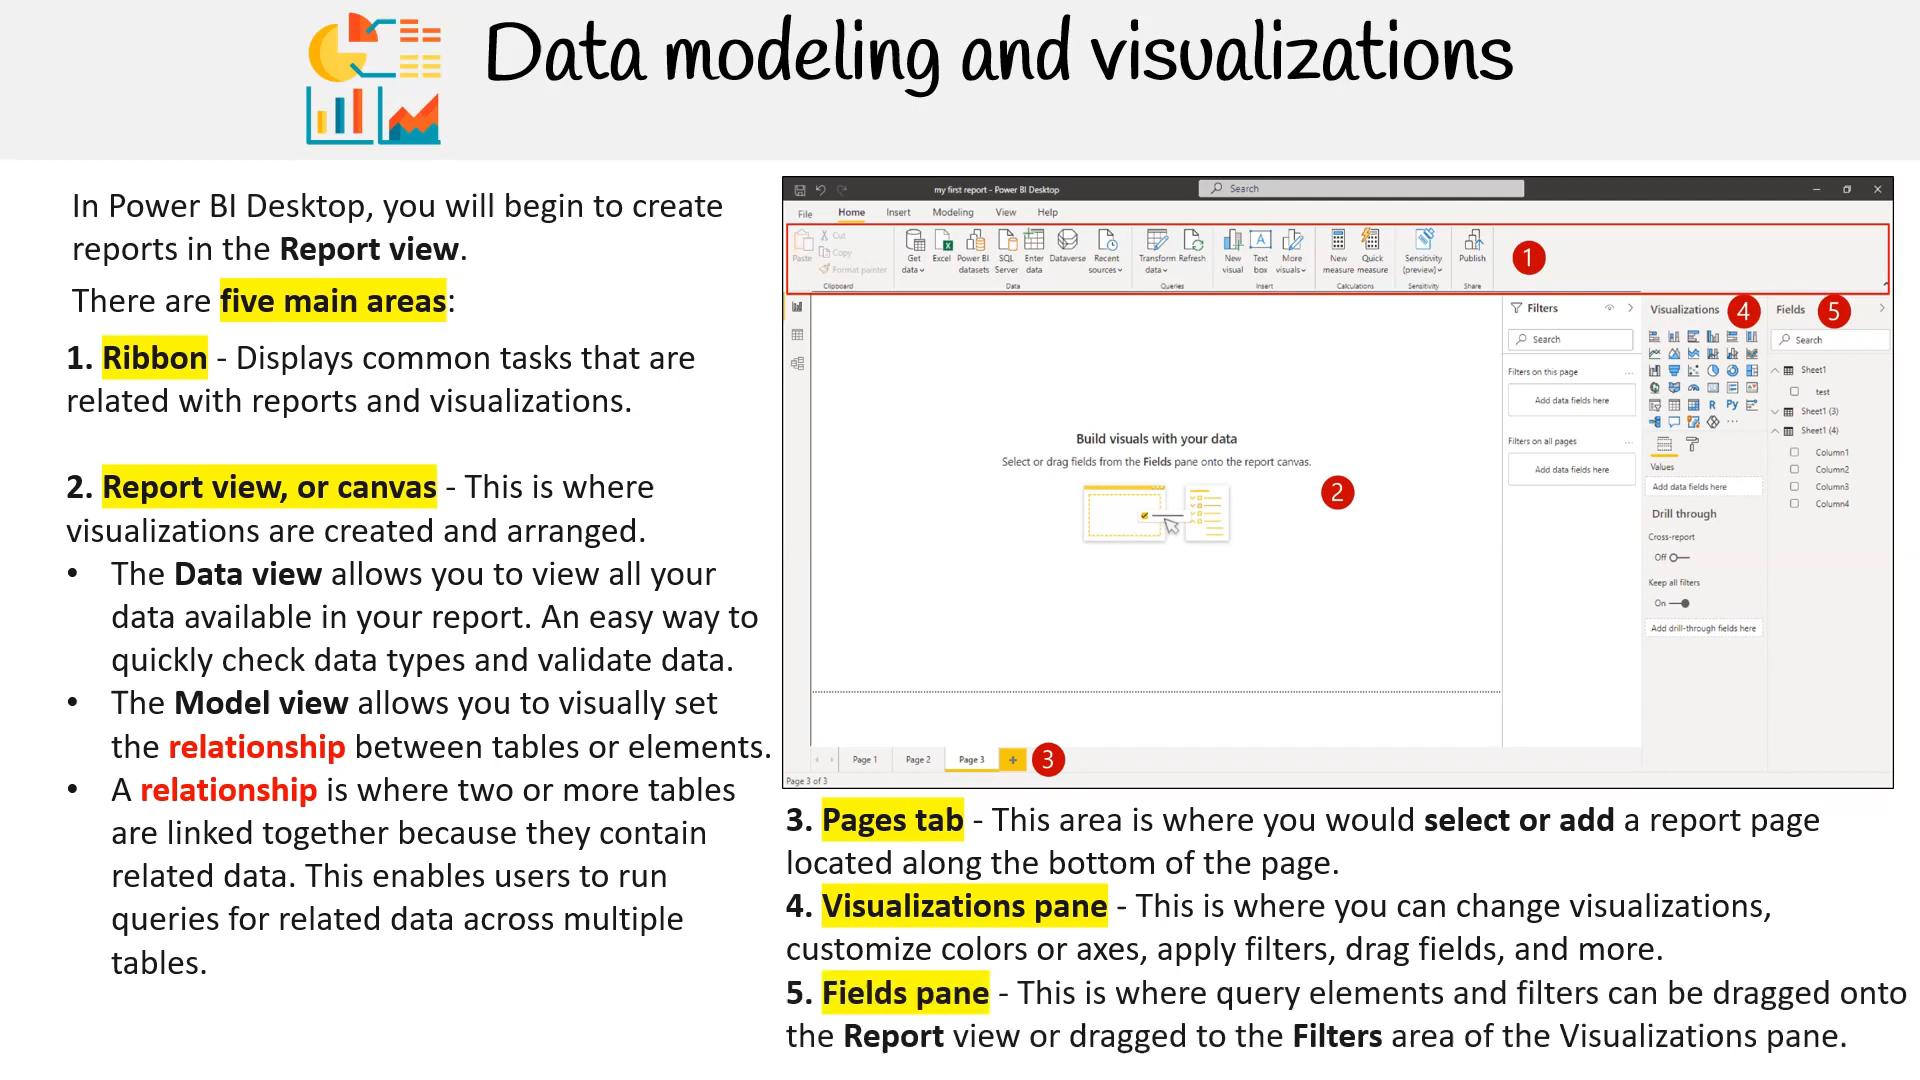 Data modeling and visualizations
In Power BI Desktop, you will begin to create
reports in the Report view.
There are five main areas:
1. Ribbon - Displays common tasks that are
related with reports and visualizations.
2. Report view, or canvas - This is where
visualizations are created and arranged.
• The Data view allows you to view all your
data available in your report. An easy way to
quickly check data types and validate data.
• The Model view allows you to visually set
the relationship between tables or elements.
• A relationship is where two or more tables
are linked together because they contain
related data. This enables users to run
queries for related data across multiple
tables.
my first report - Power BI Desktop
Search
File Home Insert Modeling View Help
Paste
Cut
Copy
Format painter
Get data
Excel
Power BI datasets
SQL Server
Enter data
Dataverse
Recent sources
Transform data
Refresh
New visual
Text box
More visuals
New measure
Quick measure
Sensitivity (preview)
Publish
1
Clipboard Data Queries Insert Calculations Sensitivity Share
Build visuals with your data
Select or drag fields from the Fields pane onto the report canvas.
2
Filters
Search
Filters on this page
Add data fields here
Filters on all pages
Add data fields here
Visualizations 4
R Py
Values
Add data fields here
Drill through
Cross-report
Off
Keep all filters
On
Add drill-through fields here
Fields 5
Search
Sheet1
test
Sheet1 (3)
Sheet1 (4)
Column1
Column2
Column3
Column4
Page 1 Page 2 Page 3 + 3
Page 3 of 3
3. Pages tab - This area is where you would select or add a report page
located along the bottom of the page.
4. Visualizations pane - This is where you can change visualizations,
customize colors or axes, apply filters, drag fields, and more.
5. Fields pane - This is where query elements and filters can be dragged onto
the Report view or dragged to the Filters area of the Visualizations pane.